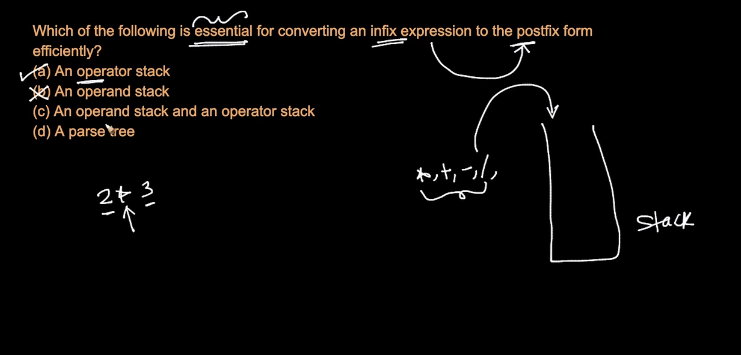 Which of the following is essential for converting an infix expression to the postfix form
efficiently?
(a) An operator stack
(b) An operand stack
(c) An operand stack and an operator stack
(d) A parse tree
*, +, -, /,
2 + 3
Stack